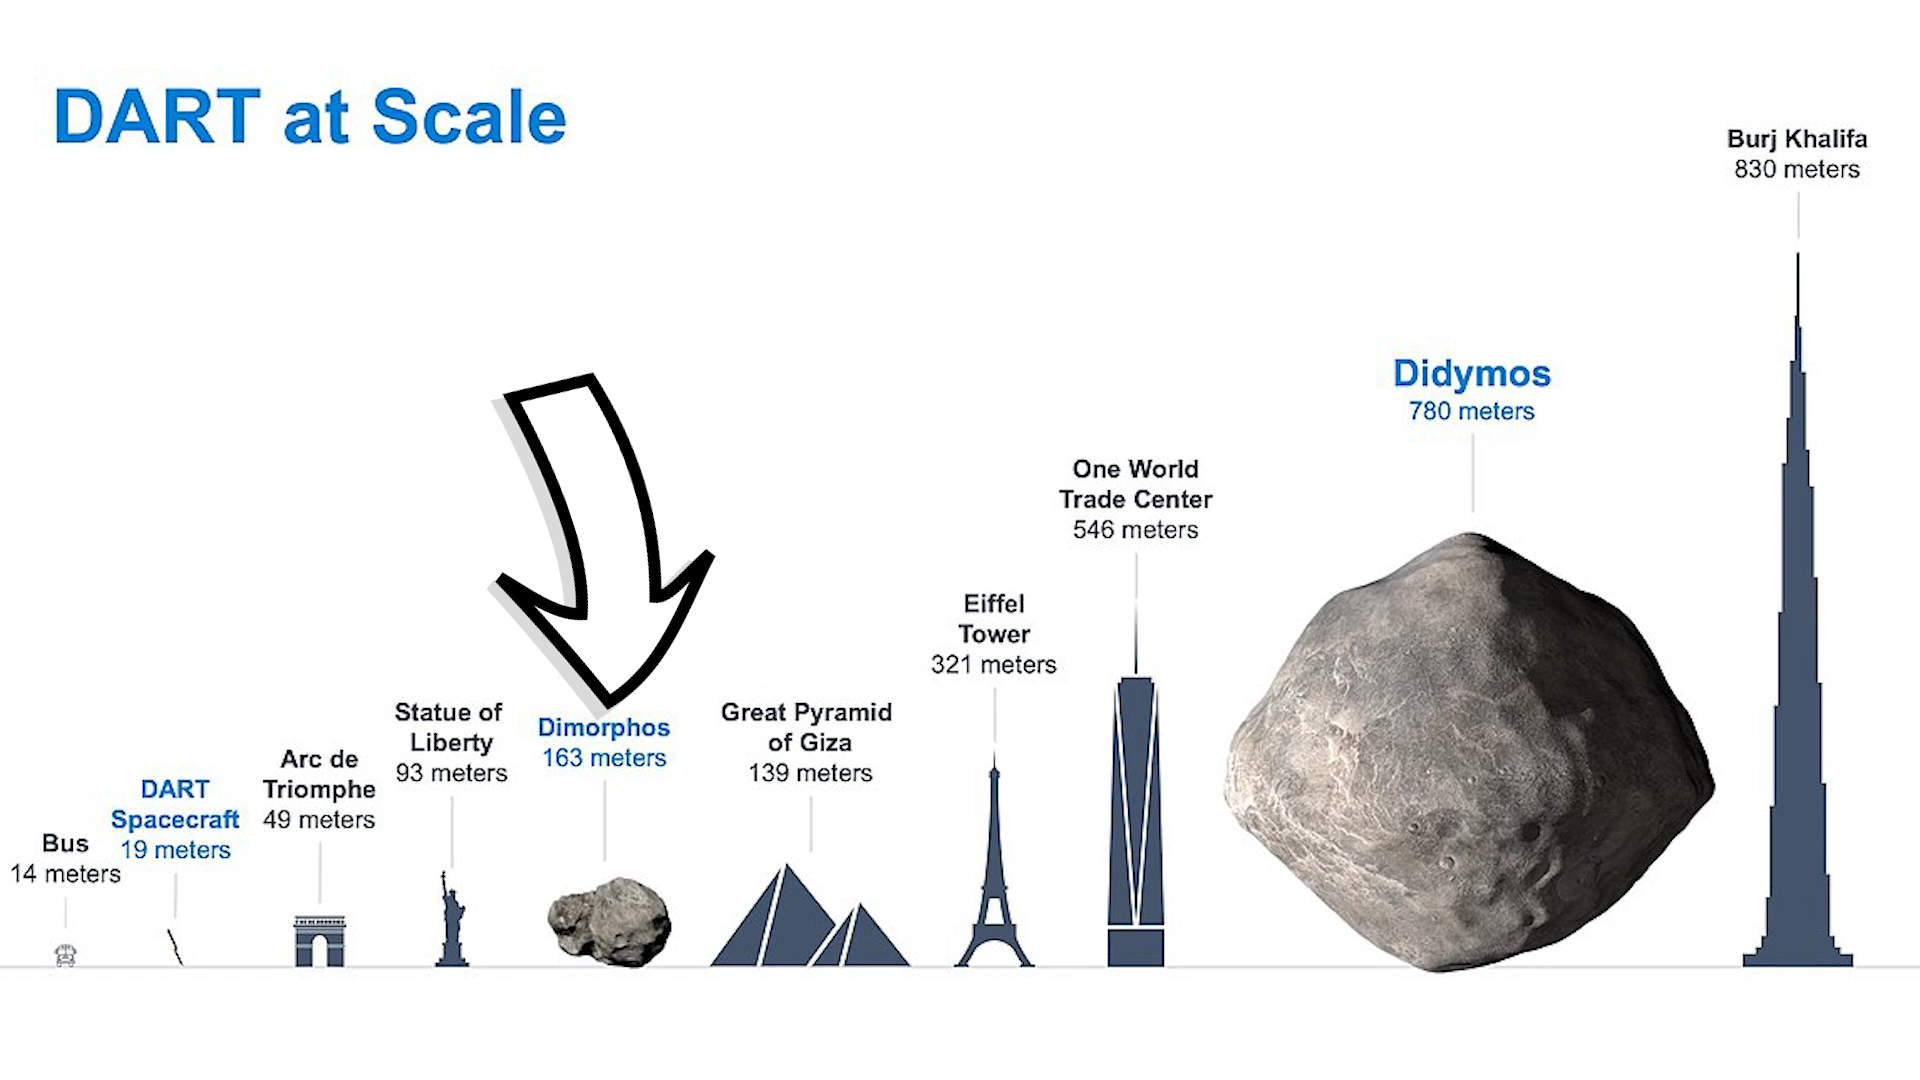 DART at Scale
Bus
14 meters
DART
Spacecraft
19 meters
Arc de
Triomphe
49 meters
Statue of
Liberty
93 meters
Dimorphos
163 meters
Great Pyramid
of Giza
139 meters
Eiffel
Tower
321 meters
One World
Trade Center
546 meters
Didymos
780 meters
Burj Khalifa
830 meters